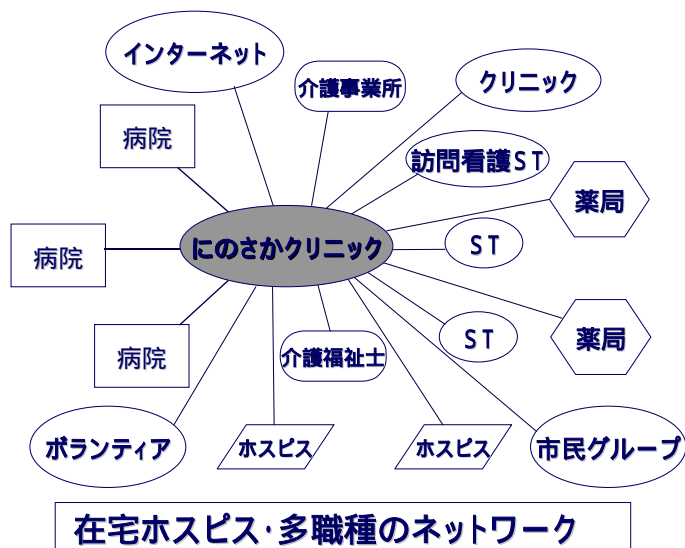 インターネット
介護事業所
クリニック
病院
訪問看護ST
薬局
病院
にのさかクリニック
ST
病院
介護福祉士
ST
薬局
ボランティア
ホスピス
ホスピス
市民グループ
在宅ホスピス・多職種のネットワーク